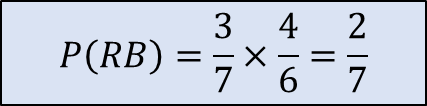 P(RB) = 3/7 × 4/6 = 2/7